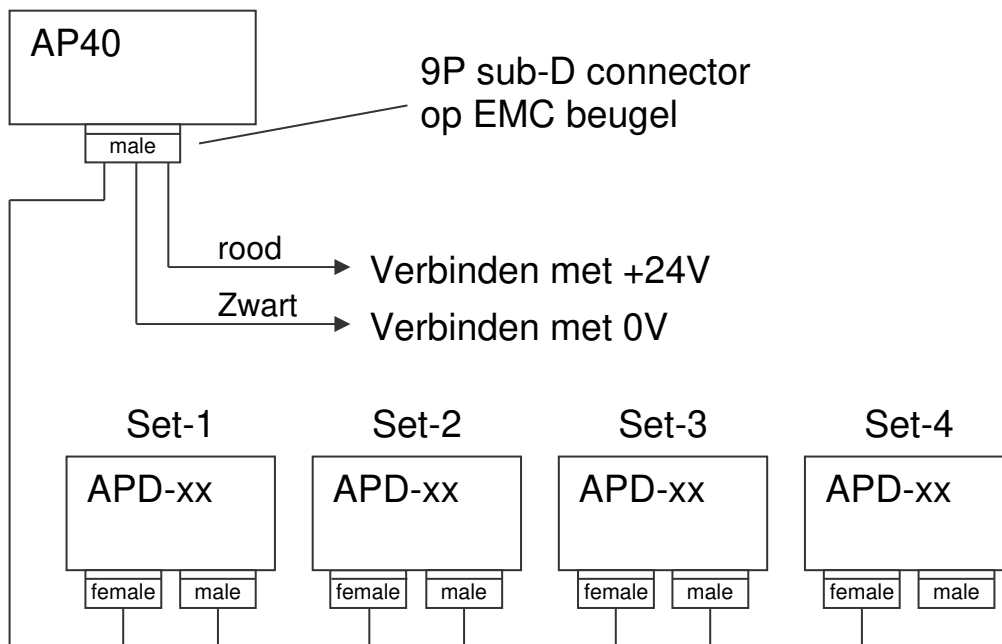 AP40
9P sub-D connector
op EMC beugel
male
rood
Verbinden met +24V
Zwart
Verbinden met 0V
Set-1
Set-2
Set-3
Set-4
APD-xx
APD-xx
APD-xx
APD-xx
female
male
female
male
female
male
female
male